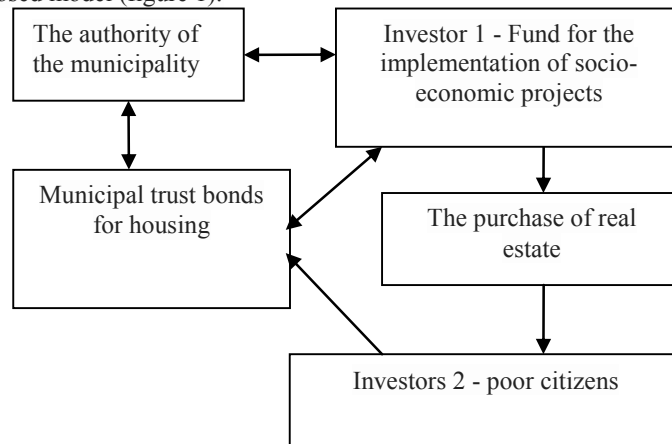 osed model (figure 1).
The authority of
the municipality
Investor 1 - Fund for the
implementation of socio-
economic projects
Municipal trust bonds
for housing
The purchase of real
estate
Investors 2 - poor citizens